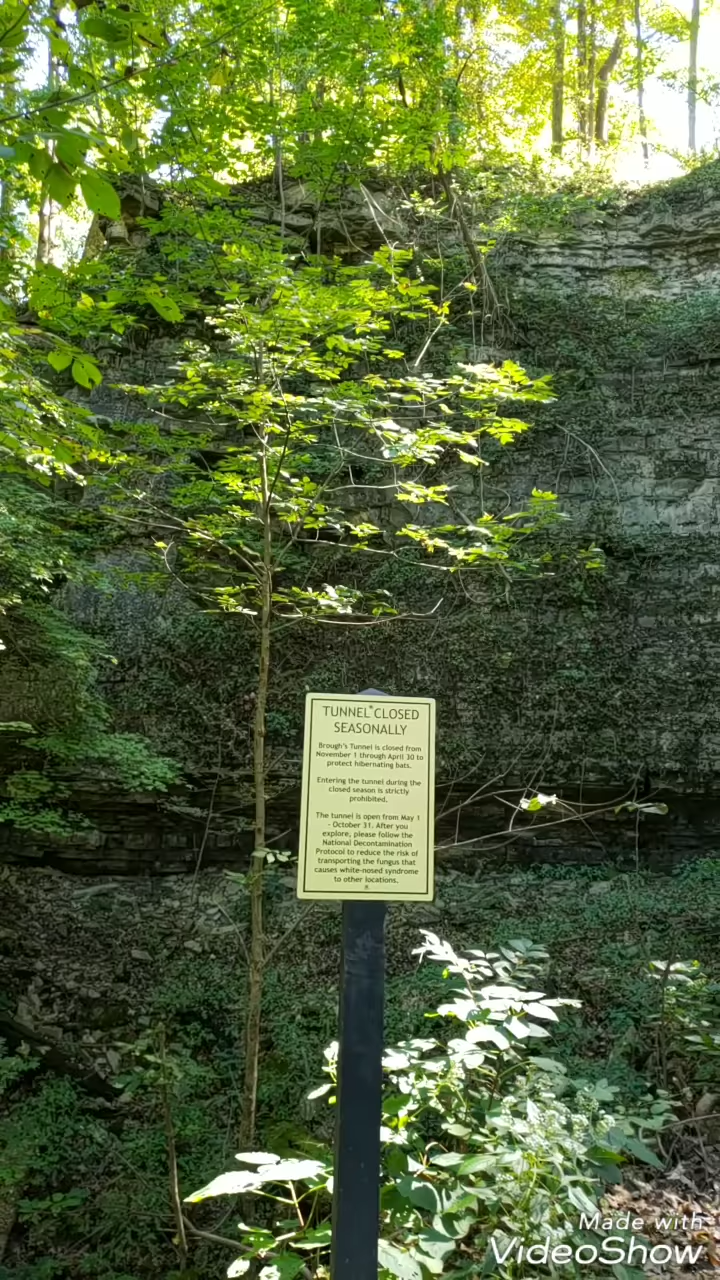 TUNNEL CLOSED
SEASONALLY
Brough's Tunnel is closed from
November 1 through April 30 to
protect hibernating bats.
Entering the tunnel during the
closed season is strictly
prohibited.
The tunnel is open from May 1
- October 31. After you
explore, please follow the
National Decontamination
Protocol to reduce the risk of
transporting the fungus that
causes white-nosed syndrome
to other locations.
Made with
VideoShow